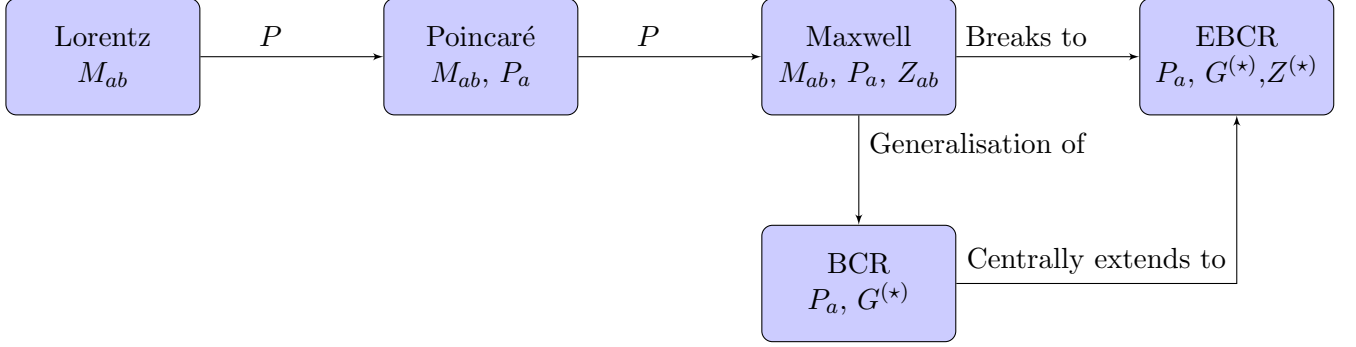 Lorentz
M_{ab}
P
Poincaré
M_{ab}, P_a
P
Maxwell
M_{ab}, P_a, Z_{ab}
Breaks to
EBCR
P_a, G^{(⋆)},Z^{(⋆)}
Generalisation of
BCR
P_a, G^{(⋆)}
Centrally extends to